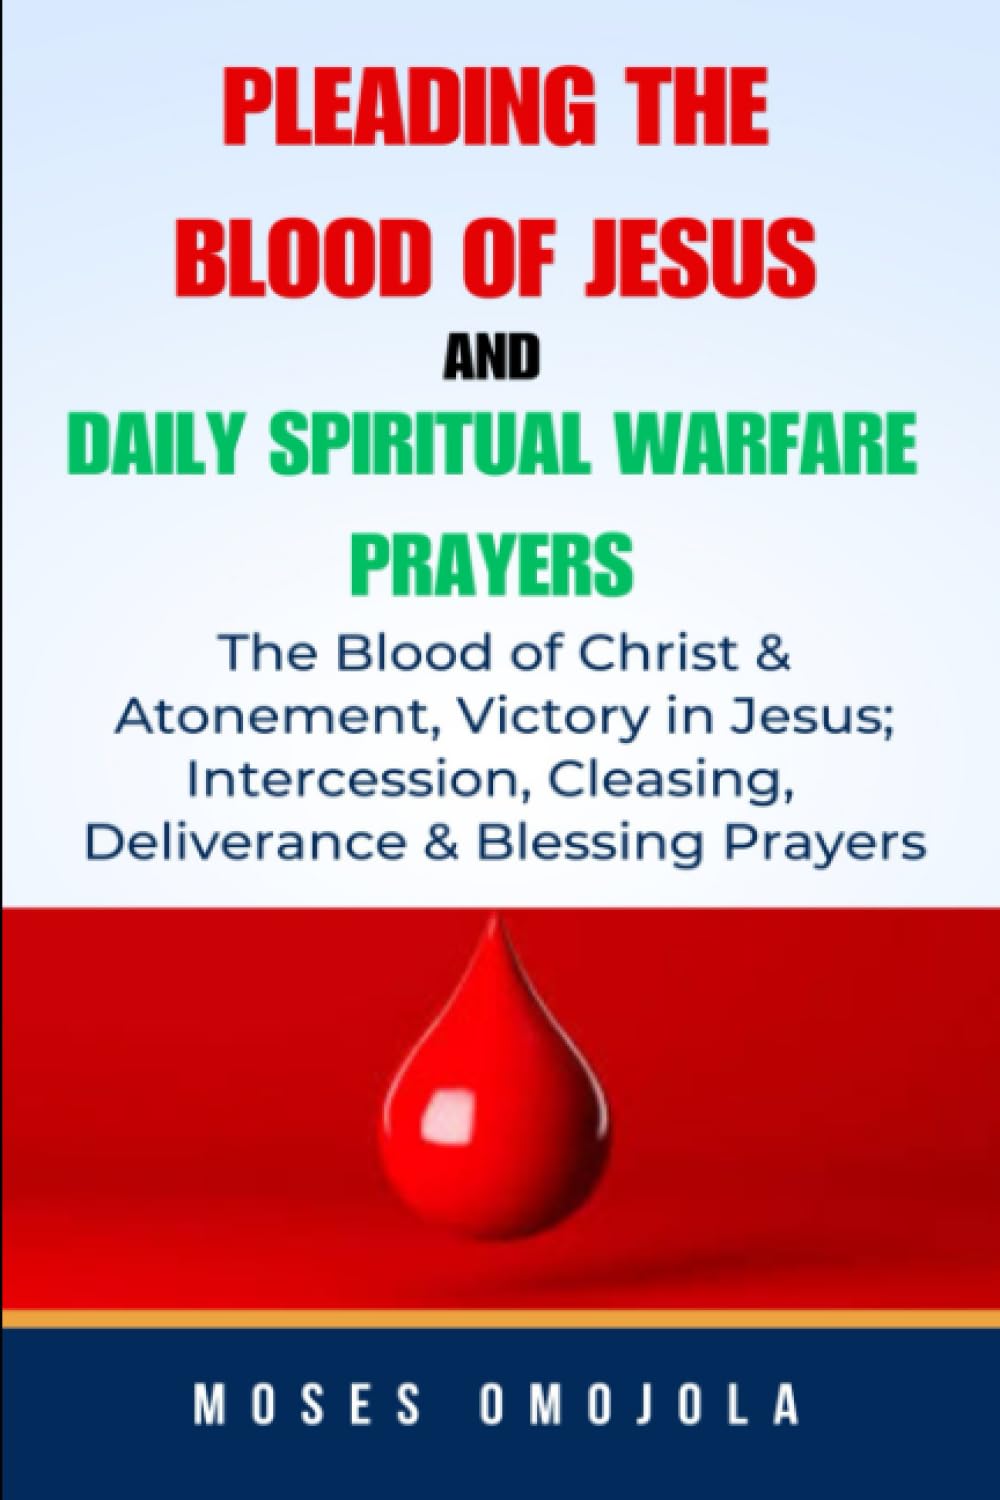 PLEADING THE
BLOOD OF JESUS
AND
DAILY SPIRITUAL WARFARE
PRAYERS
The Blood of Christ &
Atonement, Victory in Jesus;
Intercession, Cleasing,
Deliverance & Blessing Prayers
MOSES OMOJOLA